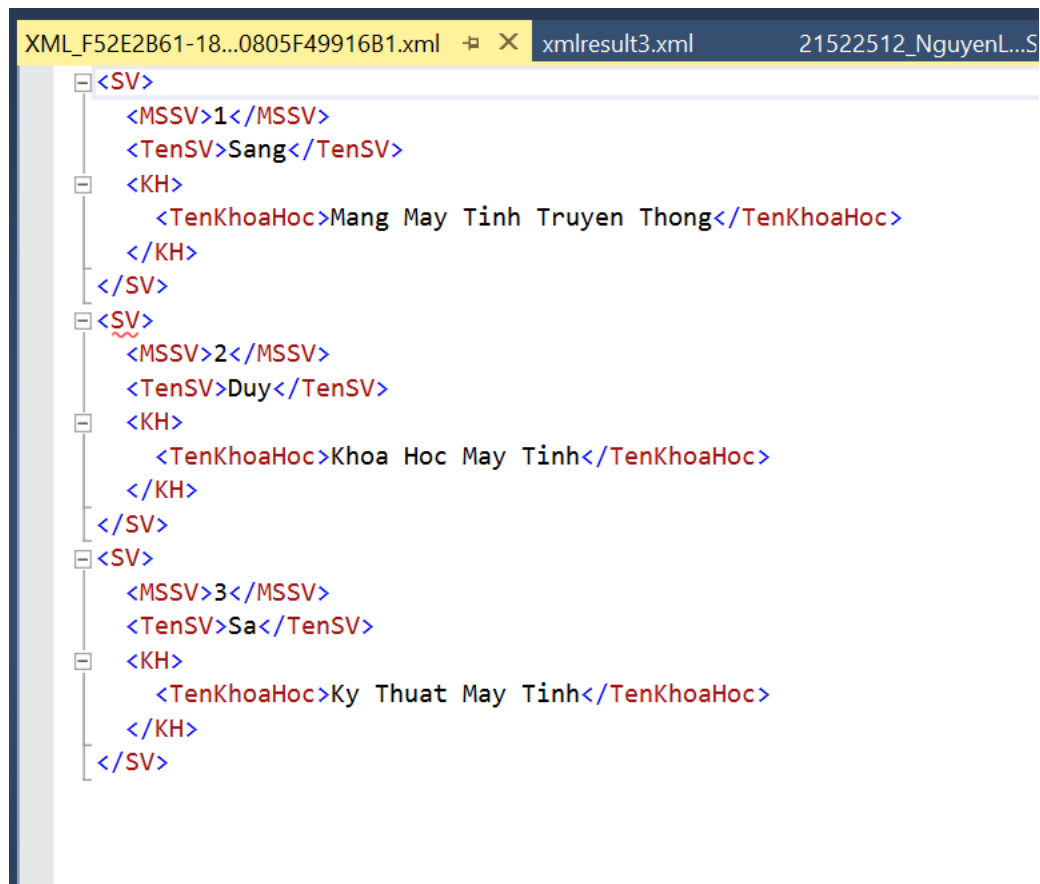 XML_F52E2B61-18...0805F49916B1.xml xmlresult3.xml 21522512_NguyenL...S
<SV>
<MSSV>1</MSSV>
<TenSV>Sang</TenSV>
<KH>
<TenKhoaHoc>Mang May Tinh Truyen Thong</TenKhoaHoc>
</KH>
</SV>
<SV>
<MSSV>2</MSSV>
<TenSV>Duy</TenSV>
<KH>
<TenKhoaHoc>Khoa Hoc May Tinh</TenKhoaHoc>
</KH>
</SV>
<SV>
<MSSV>3</MSSV>
<TenSV>Sa</TenSV>
<KH>
<TenKhoaHoc>Ky Thuat May Tinh</TenKhoaHoc>
</KH>
</SV>